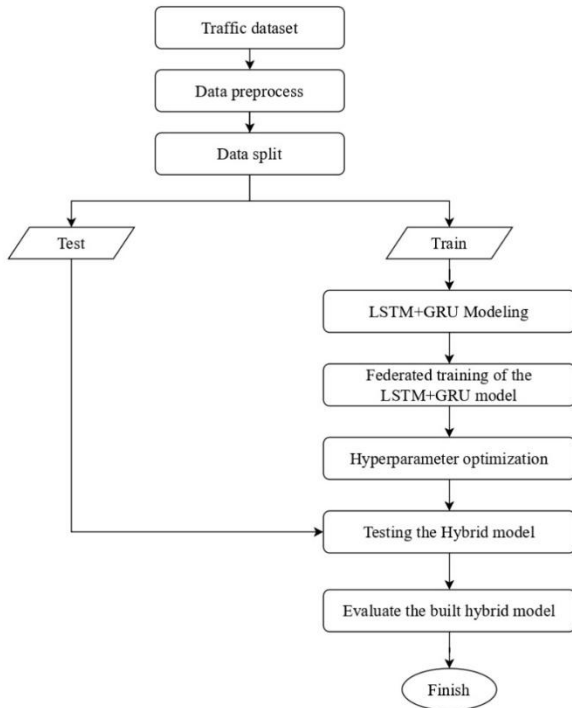 Traffic dataset
Data preprocess
Data split
Test
Train
LSTM+GRU Modeling
Federated training of the
LSTM+GRU model
Hyperparameter optimization
Testing the Hybrid model
Evaluate the built hybrid model
Finish